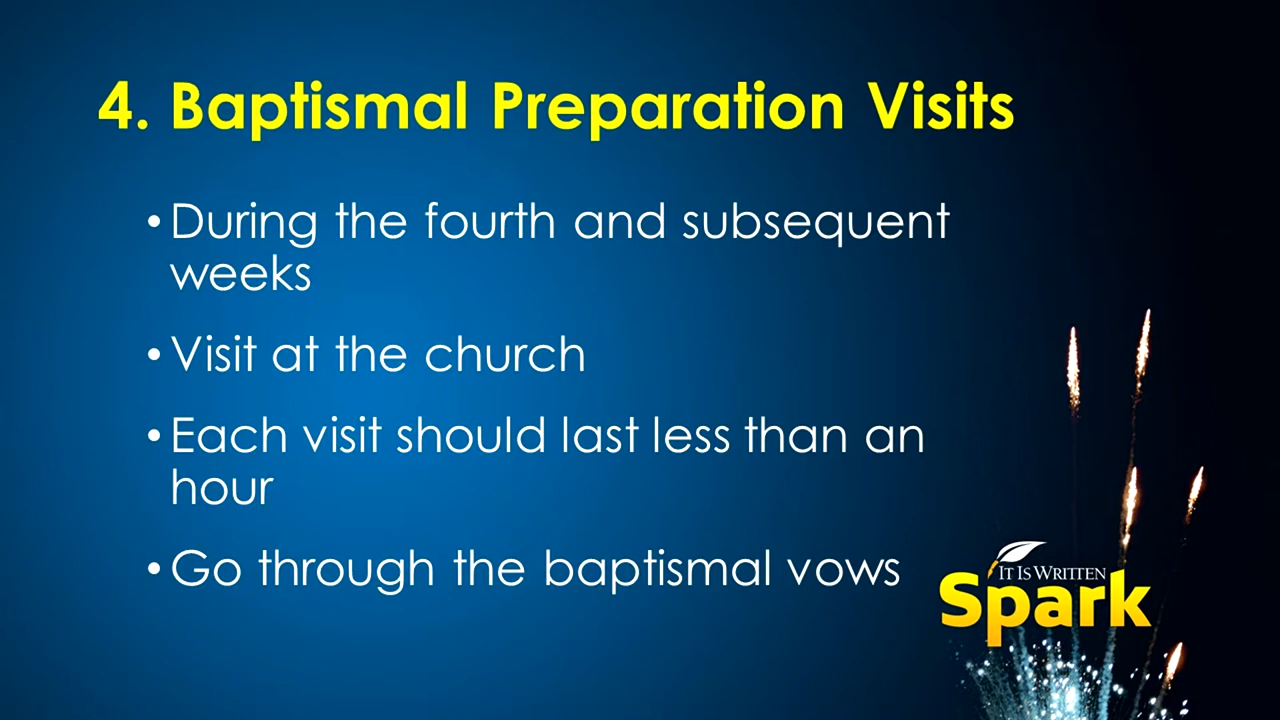 4. Baptismal Preparation Visits
•During the fourth and subsequent
weeks
•Visit at the church
•Each visit should last less than an
hour
•Go through the baptismal vows
IT IS WRITTEN
Spark